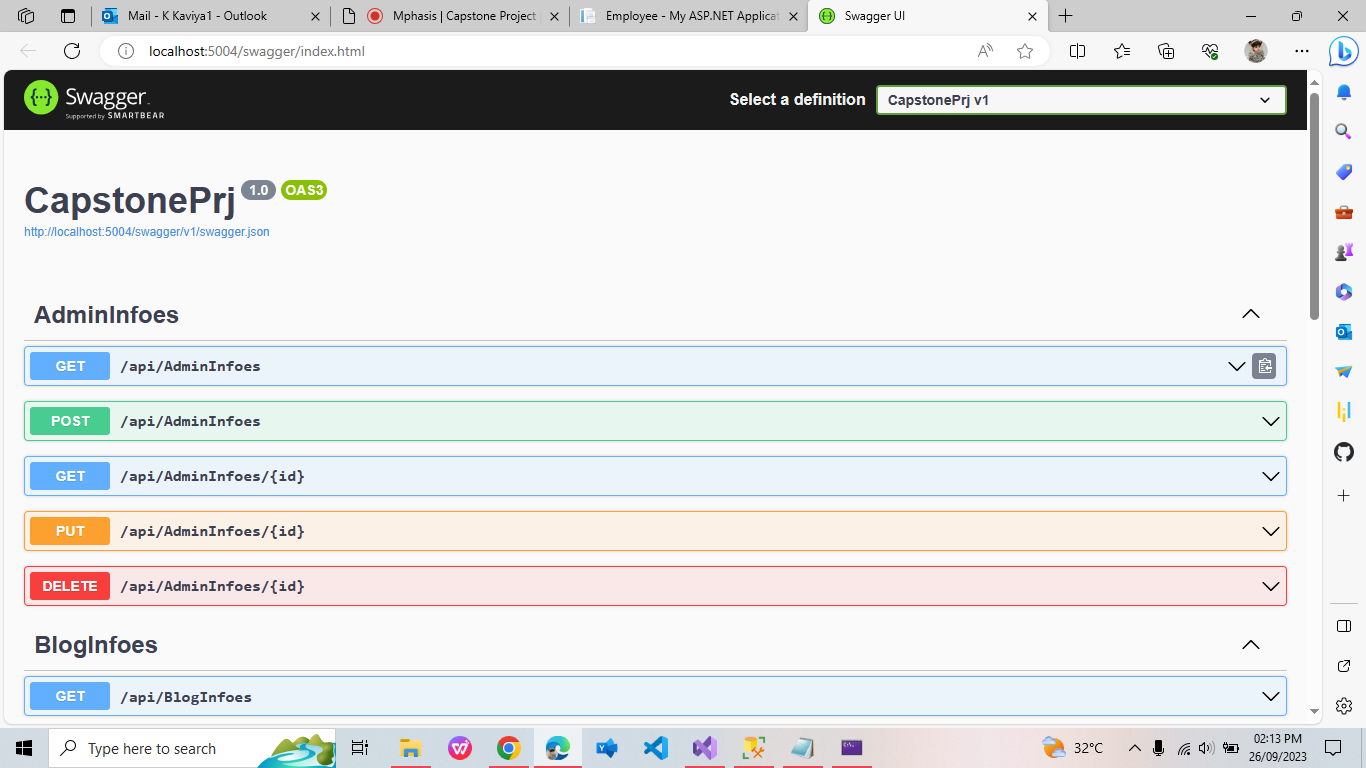 Mail - K Kaviya1 - Outlook
Mphasis | Capstone Project
Employee - My ASP.NET Applicat
Swagger UI
localhost:5004/swagger/index.html
Swagger
Supported by SMARTBEAR
Select a definition
CapstonePrj v1
CapstonePrj 1.0 OAS3
http://localhost:5004/swagger/v1/swagger.json
AdminInfoes
GET /api/AdminInfoes
POST /api/AdminInfoes
GET /api/AdminInfoes/{id}
PUT /api/AdminInfoes/{id}
DELETE /api/AdminInfoes/{id}
BlogInfoes
GET /api/BlogInfoes
Type here to search
32°C
02:13 PM
26/09/2023